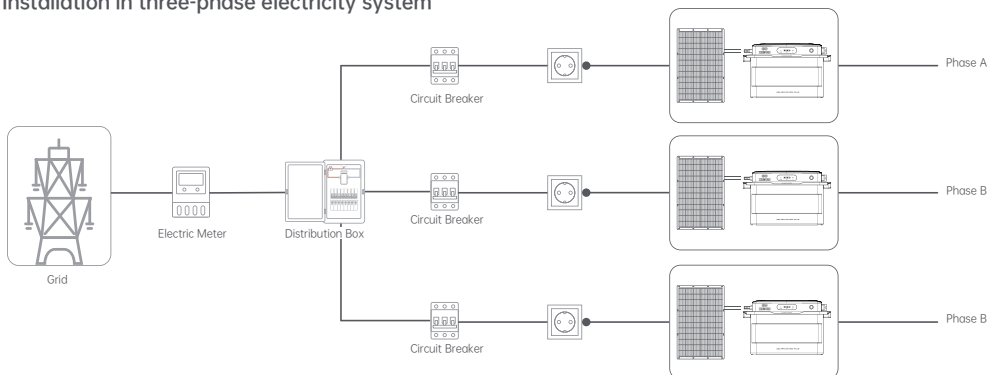 Installation in three-phase electricity system
Phase A
Circuit Breaker
Phase B
Circuit Breaker
Electric Meter
Distribution Box
Grid
Phase B
Circuit Breaker